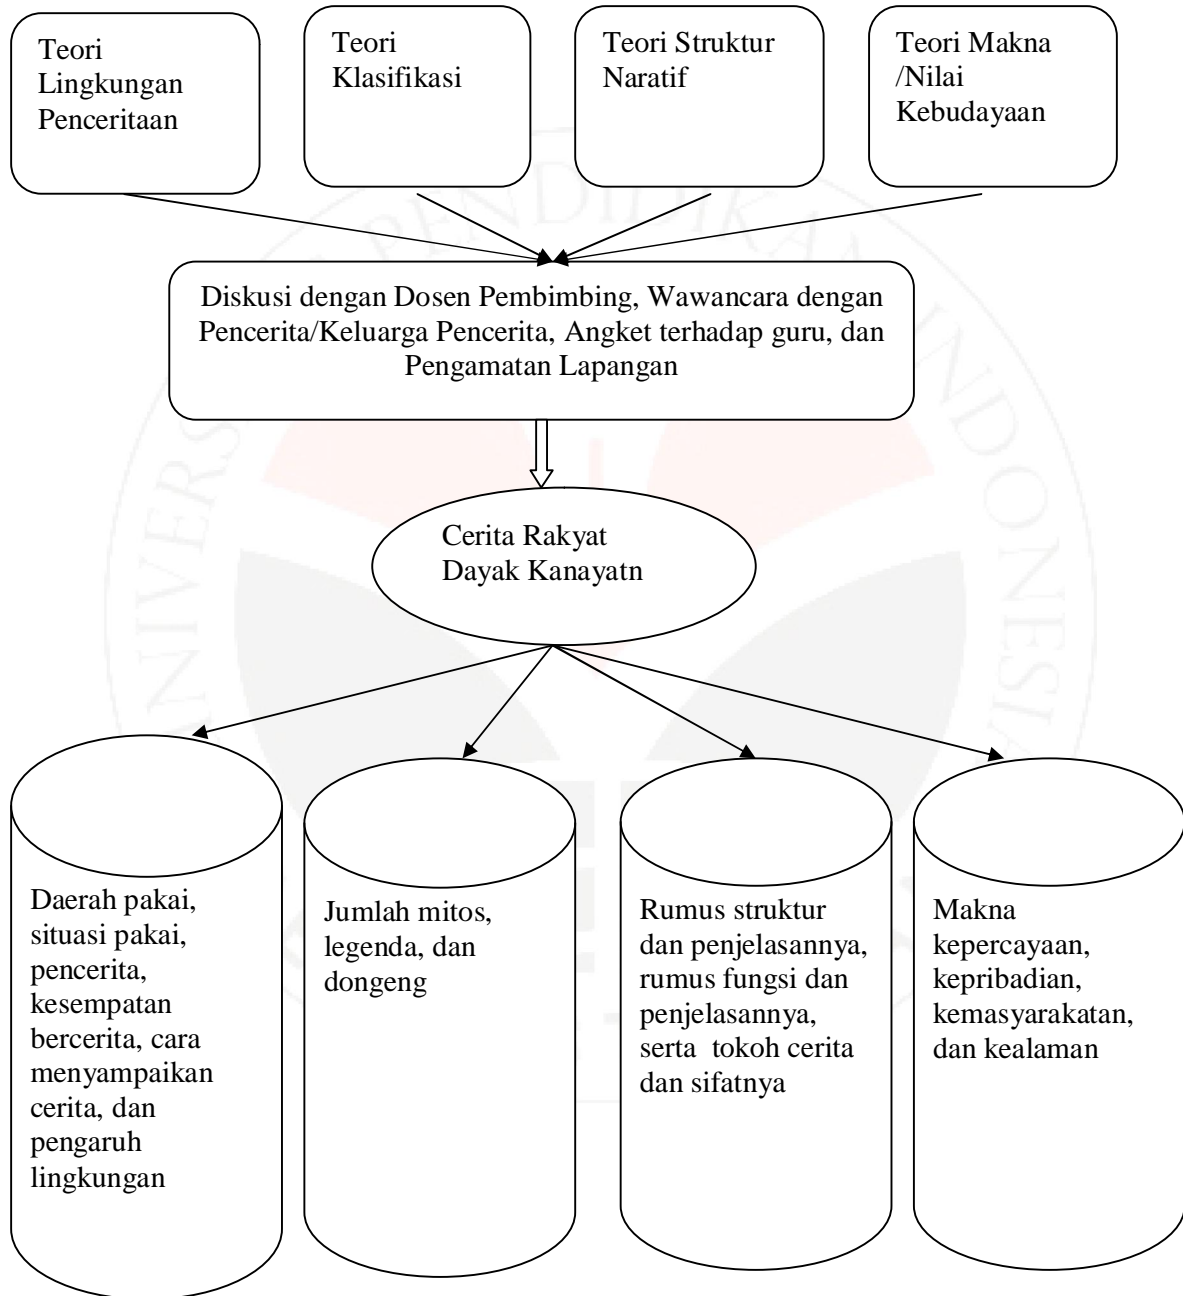 Teori
Lingkungan
Penceritaan
Teori
Klasifikasi
Teori Struktur
Naratif
Teori Makna
/Nilai
Kebudayaan
Diskusi dengan Dosen Pembimbing, Wawancara dengan
Pencerita/Keluarga Pencerita, Angket terhadap guru, dan
Pengamatan Lapangan
Cerita Rakyat
Dayak Kanayatn
Daerah pakai,
situasi pakai,
pencerita,
kesempatan
bercerita, cara
menyampaikan
cerita, dan
pengaruh
lingkungan
Jumlah mitos,
legenda, dan
dongeng
Rumus struktur
dan penjelasannya,
rumus fungsi dan
penjelasannya,
serta tokoh cerita
dan sifatnya
Makna
kepercayaan,
kepribadian,
kemasyarakatan,
dan kealaman